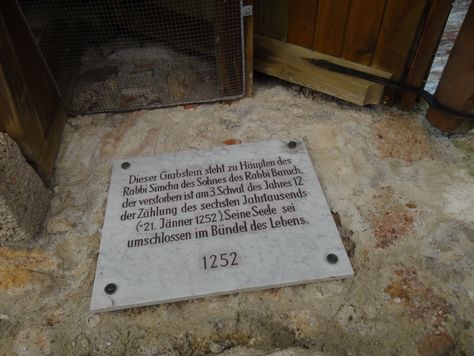 Dieser Grabstein steht zu Häupten des
Rabbi Simcha des Sohnes des Rabbi Baruch,
der verstorben ist am 3. Schvat des Jahres 12
der Zählung des sechsten Jahrtausends
(=21. Jänner 1252). Seine Seele sei
umschlossen im Bündel des Lebens.
1252